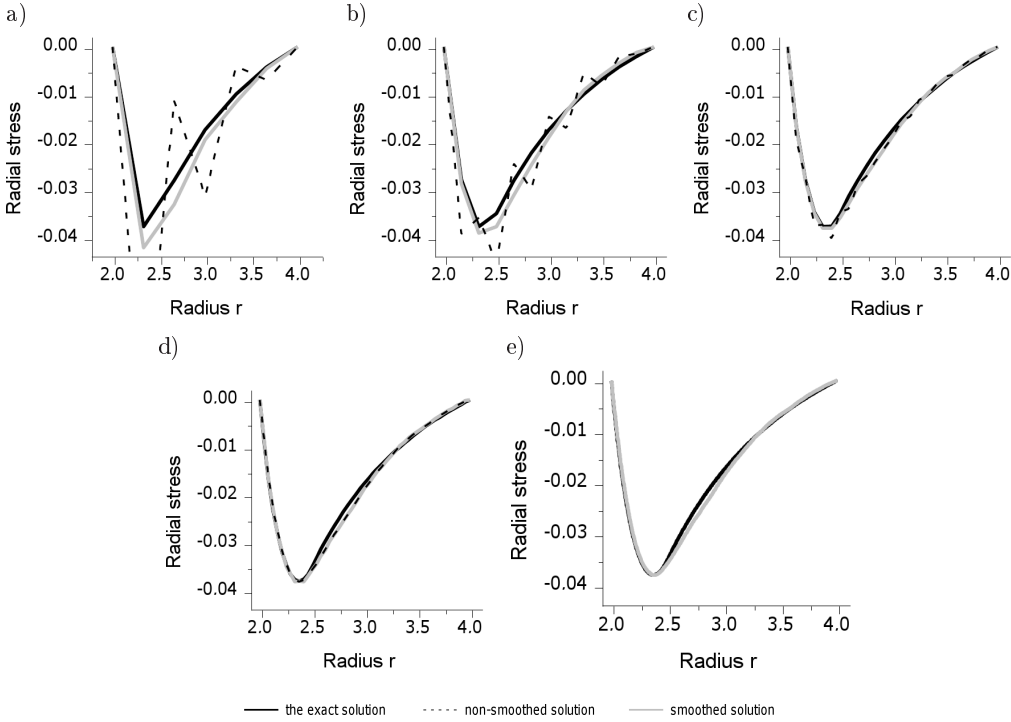 a)
0.00
-0.01
-0.02
-0.03
-0.04
Radial stress
2.0 2.5 3.0 3.5 4.0
Radius r
b)
0.00
-0.01
-0.02
-0.03
-0.04
Radial stress
2.0 2.5 3.0 3.5 4.0
Radius r
c)
0.00
-0.01
-0.02
-0.03
-0.04
Radial stress
2.0 2.5 3.0 3.5 4.0
Radius r
d)
0.00
-0.01
-0.02
-0.03
-0.04
Radial stress
2.0 2.5 3.0 3.5 4.0
Radius r
e)
0.00
-0.01
-0.02
-0.03
-0.04
Radial stress
2.0 2.5 3.0 3.5 4.0
Radius r
the exact solution non-smoothed solution smoothed solution